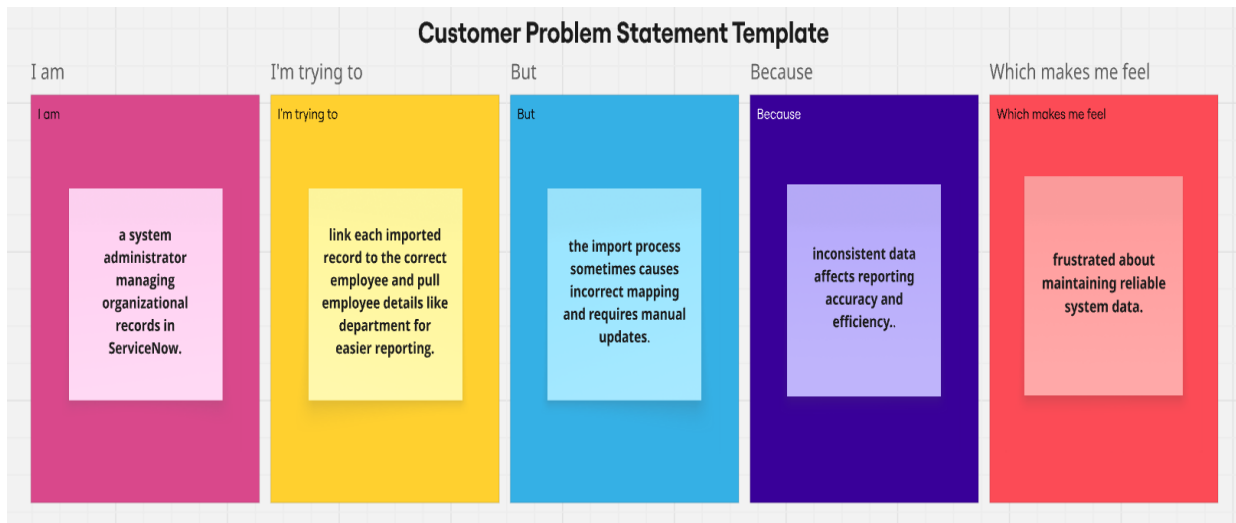 Customer Problem Statement Template
I am
I'm trying to
But
Because
Which makes me feel
I am
a system
administrator
managing
organizational
records in
ServiceNow.
I'm trying to
link each imported
record to the correct
employee and pull
employee details like
department for
easier reporting.
But
the import process
sometimes causes
incorrect mapping
and requires manual
updates.
Because
inconsistent data
affects reporting
accuracy and
efficiency..
Which makes me feel
frustrated about
maintaining reliable
system data.